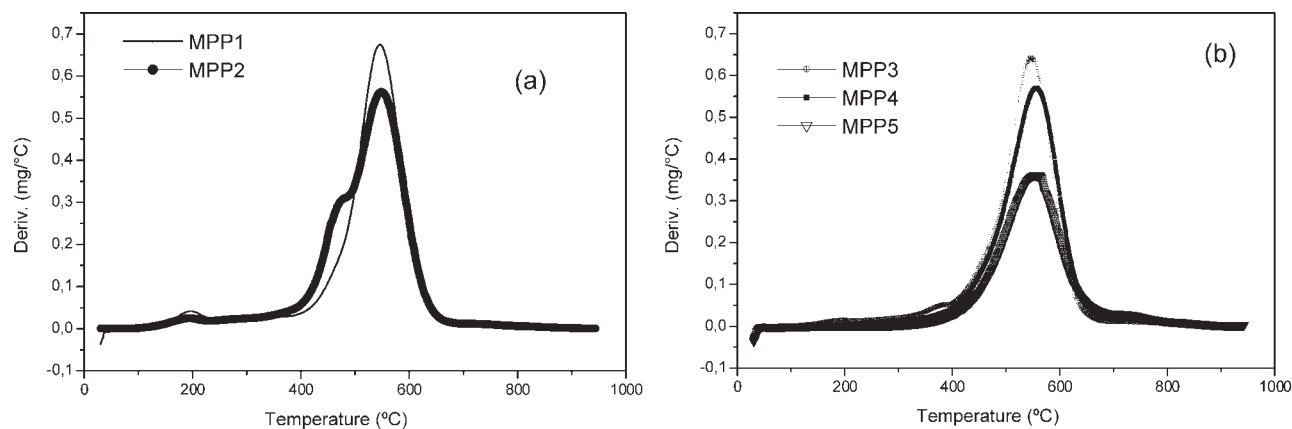 0,7
0,6
0,5
0,4
0,3
0,2
0,1
0,0
-0,1
Deriv. (mg/°C)
MPP1
MPP2
(a)
0 200 400 600 800 1000
Temperature (ºC)
0,7
0,6
0,5
0,4
0,3
0,2
0,1
0,0
-0,1
Deriv. (mg/°C)
MPP3
MPP4
MPP5
(b)
0 200 400 600 800 1000
Temperature (ºC)